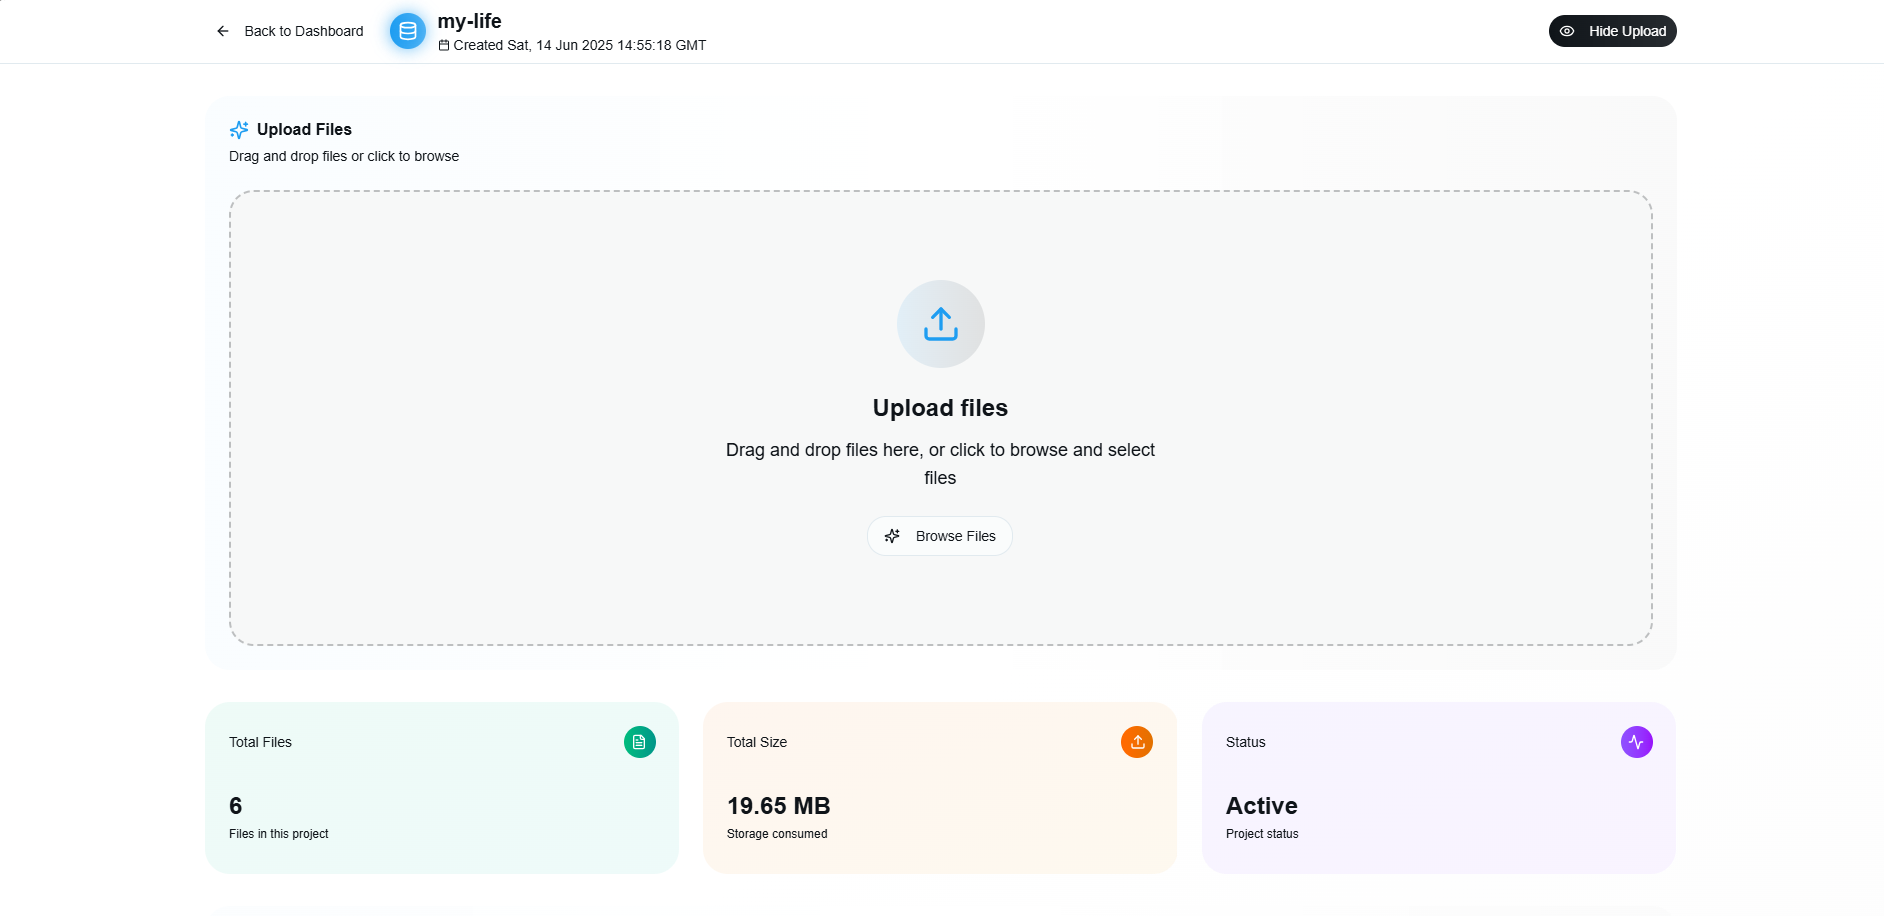 Back to Dashboard
my-life
Created Sat, 14 Jun 2025 14:55:18 GMT
Hide Upload
Upload Files
Drag and drop files or click to browse
Upload files
Drag and drop files here, or click to browse and select
files
Browse Files
Total Files
6
Files in this project
Total Size
19.65 MB
Storage consumed
Status
Active
Project status